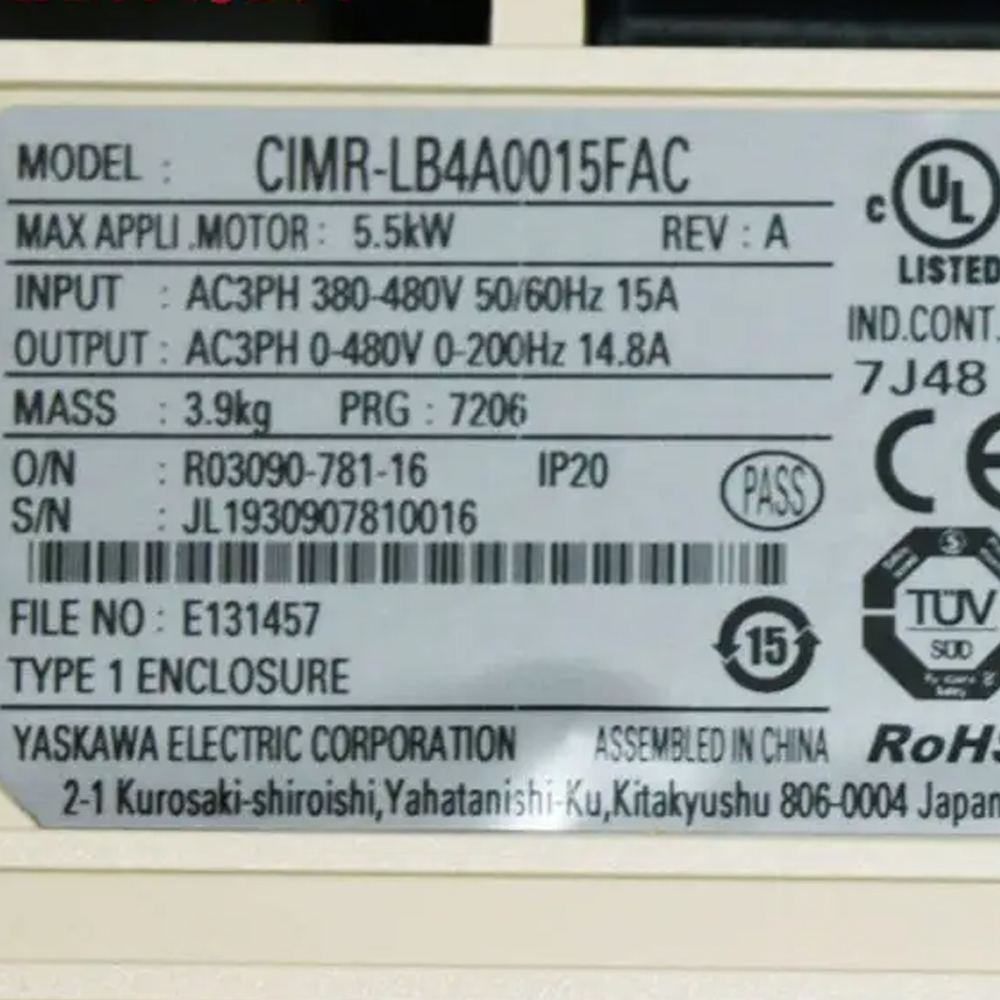 MODEL : CIMR-LB4A0015FAC
MAX APPLI .MOTOR : 5.5kW REV : A
INPUT : AC3PH 380-480V 50/60Hz 15A
OUTPUT : AC3PH 0-480V 0-200Hz 14.8A
MASS : 3.9kg PRG : 7206
O/N : R03090-781-16 IP20
S/N : JL1930907810016
PASS
FILE NO : E131457
TYPE 1 ENCLOSURE
15
YASKAWA ELECTRIC CORPORATION ASSEMBLED IN CHINA
2-1 Kurosaki-shiroishi,Yahatanishi-Ku,Kitakyushu 806-0004 Japan
C UL
LISTED
IND.CONT.
7J48
CE
TÜV
SÜD
RoHS